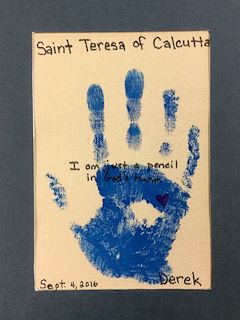 Saint Teresa of Calcutta
I am just a pencil
in God's hand.
Sept. 4, 2016
Derek